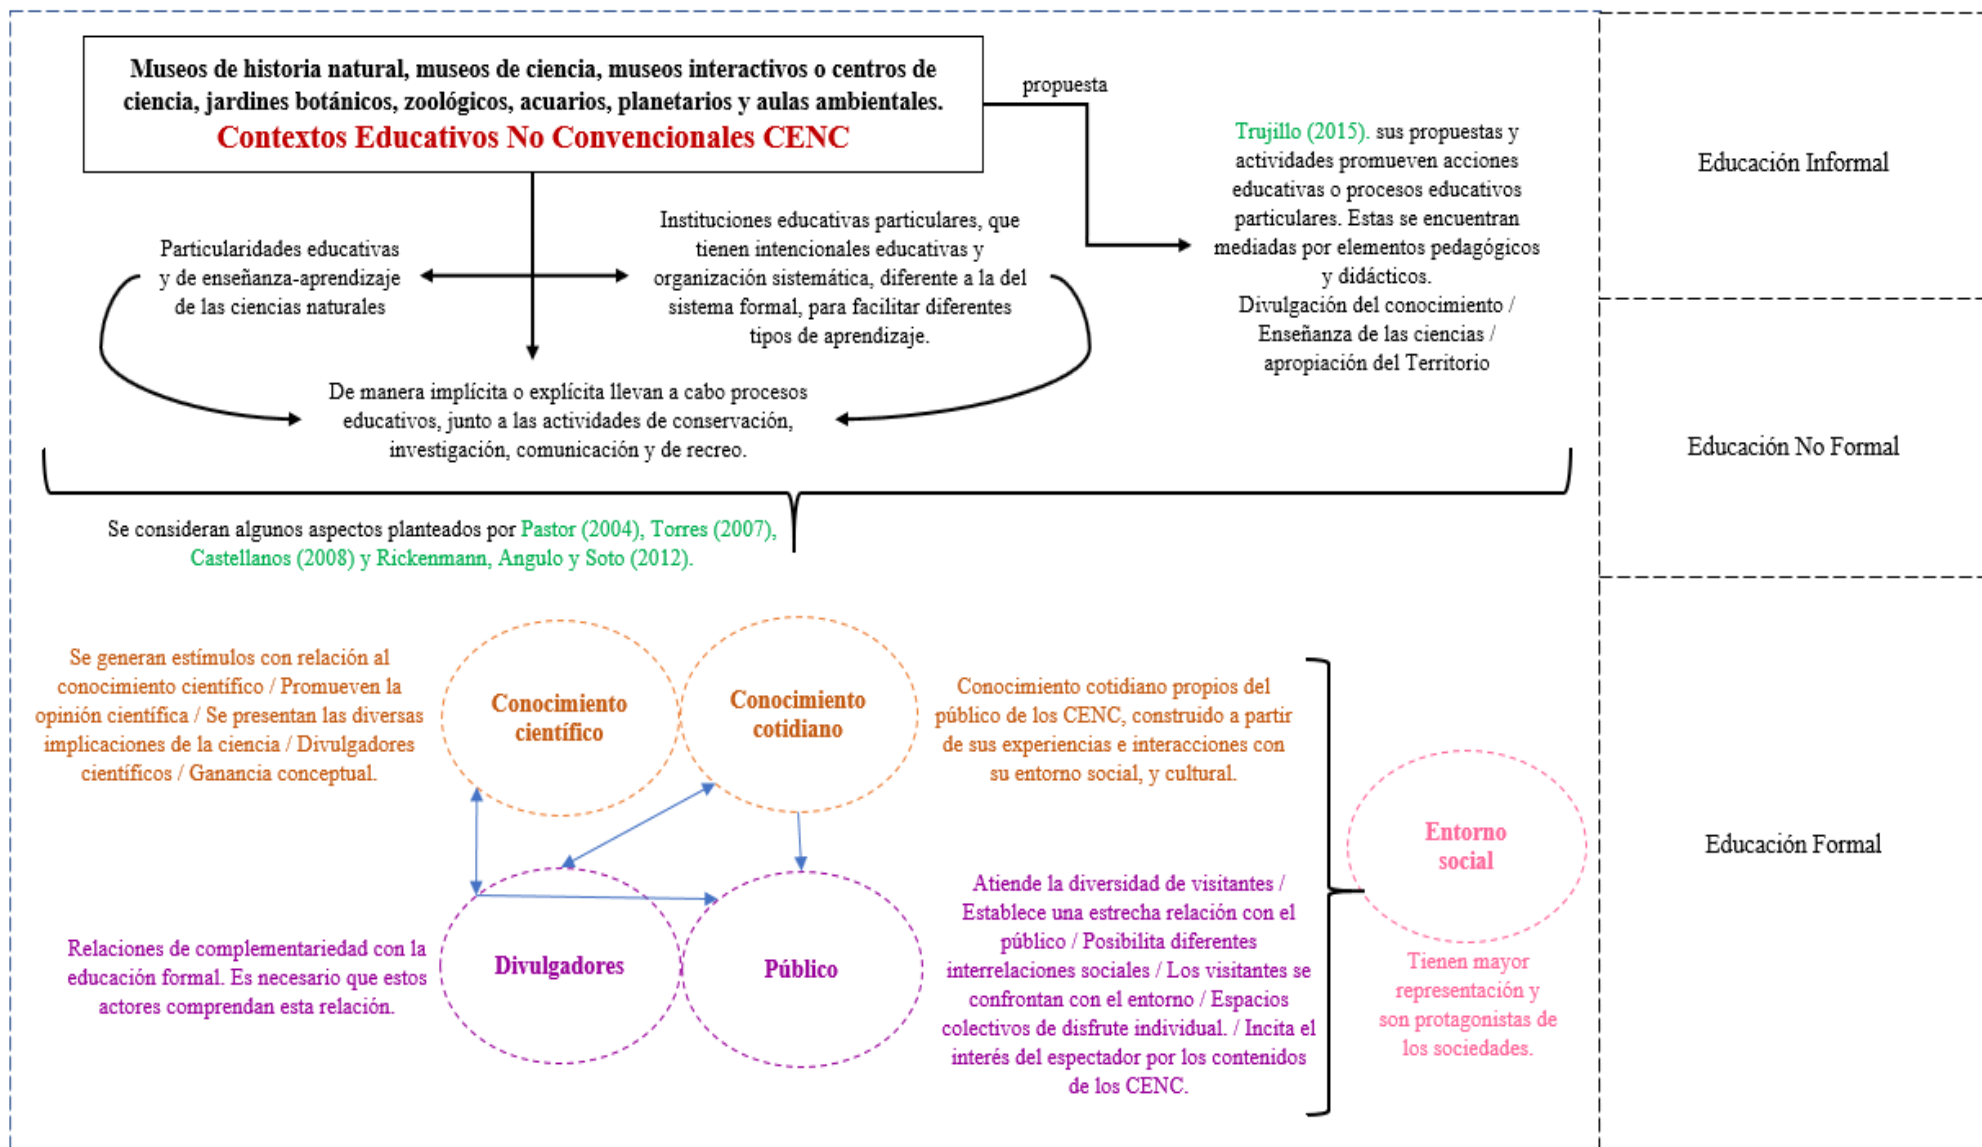 Museos de historia natural, museos de ciencia, museos interactivos o centros de
ciencia, jardines botánicos, zoológicos, acuarios, planetarios y aulas ambientales.
Contextos Educativos No Convencionales CENC
propuesta
Trujillo (2015). sus propuestas y
actividades promueven acciones
educativas o procesos educativos
particulares. Estas se encuentran
mediadas por elementos pedagógicos
y didácticos.
Divulgación del conocimiento /
Enseñanza de las ciencias /
apropiación del Territorio
Educación Informal
Particularidades educativas
y de enseñanza-aprendizaje
de las ciencias naturales
Instituciones educativas particulares, que
tienen intencionales educativas y
organización sistemática, diferente a la del
sistema formal, para facilitar diferentes
tipos de aprendizaje.
De manera implícita o explícita llevan a cabo procesos
educativos, junto a las actividades de conservación,
investigación, comunicación y de recreo.
Educación No Formal
Se consideran algunos aspectos planteados por Pastor (2004), Torres (2007),
Castellanos (2008) y Rickenmann, Angulo y Soto (2012).
Se generan estímulos con relación al
conocimiento científico / Promueven la
opinión científica / Se presentan las diversas
implicaciones de la ciencia / Divulgadores
científicos / Ganancia conceptual.
Conocimiento
científico
Conocimiento
cotidiano
Conocimiento cotidiano propios del
público de los CENC, construido a partir
de sus experiencias e interacciones con
su entorno social, y cultural.
Entorno
social
Educación Formal
Relaciones de complementariedad con la
educación formal. Es necesario que estos
actores comprendan esta relación.
Divulgadores
Público
Atiende la diversidad de visitantes /
Establece una estrecha relación con el
público / Posibilita diferentes
interrelaciones sociales / Los visitantes se
confrontan con el entorno / Espacios
colectivos de disfrute individual. / Incita el
interés del espectador por los contenidos
de los CENC.
Tienen mayor
representación y
son protagonistas de
los sociedades.